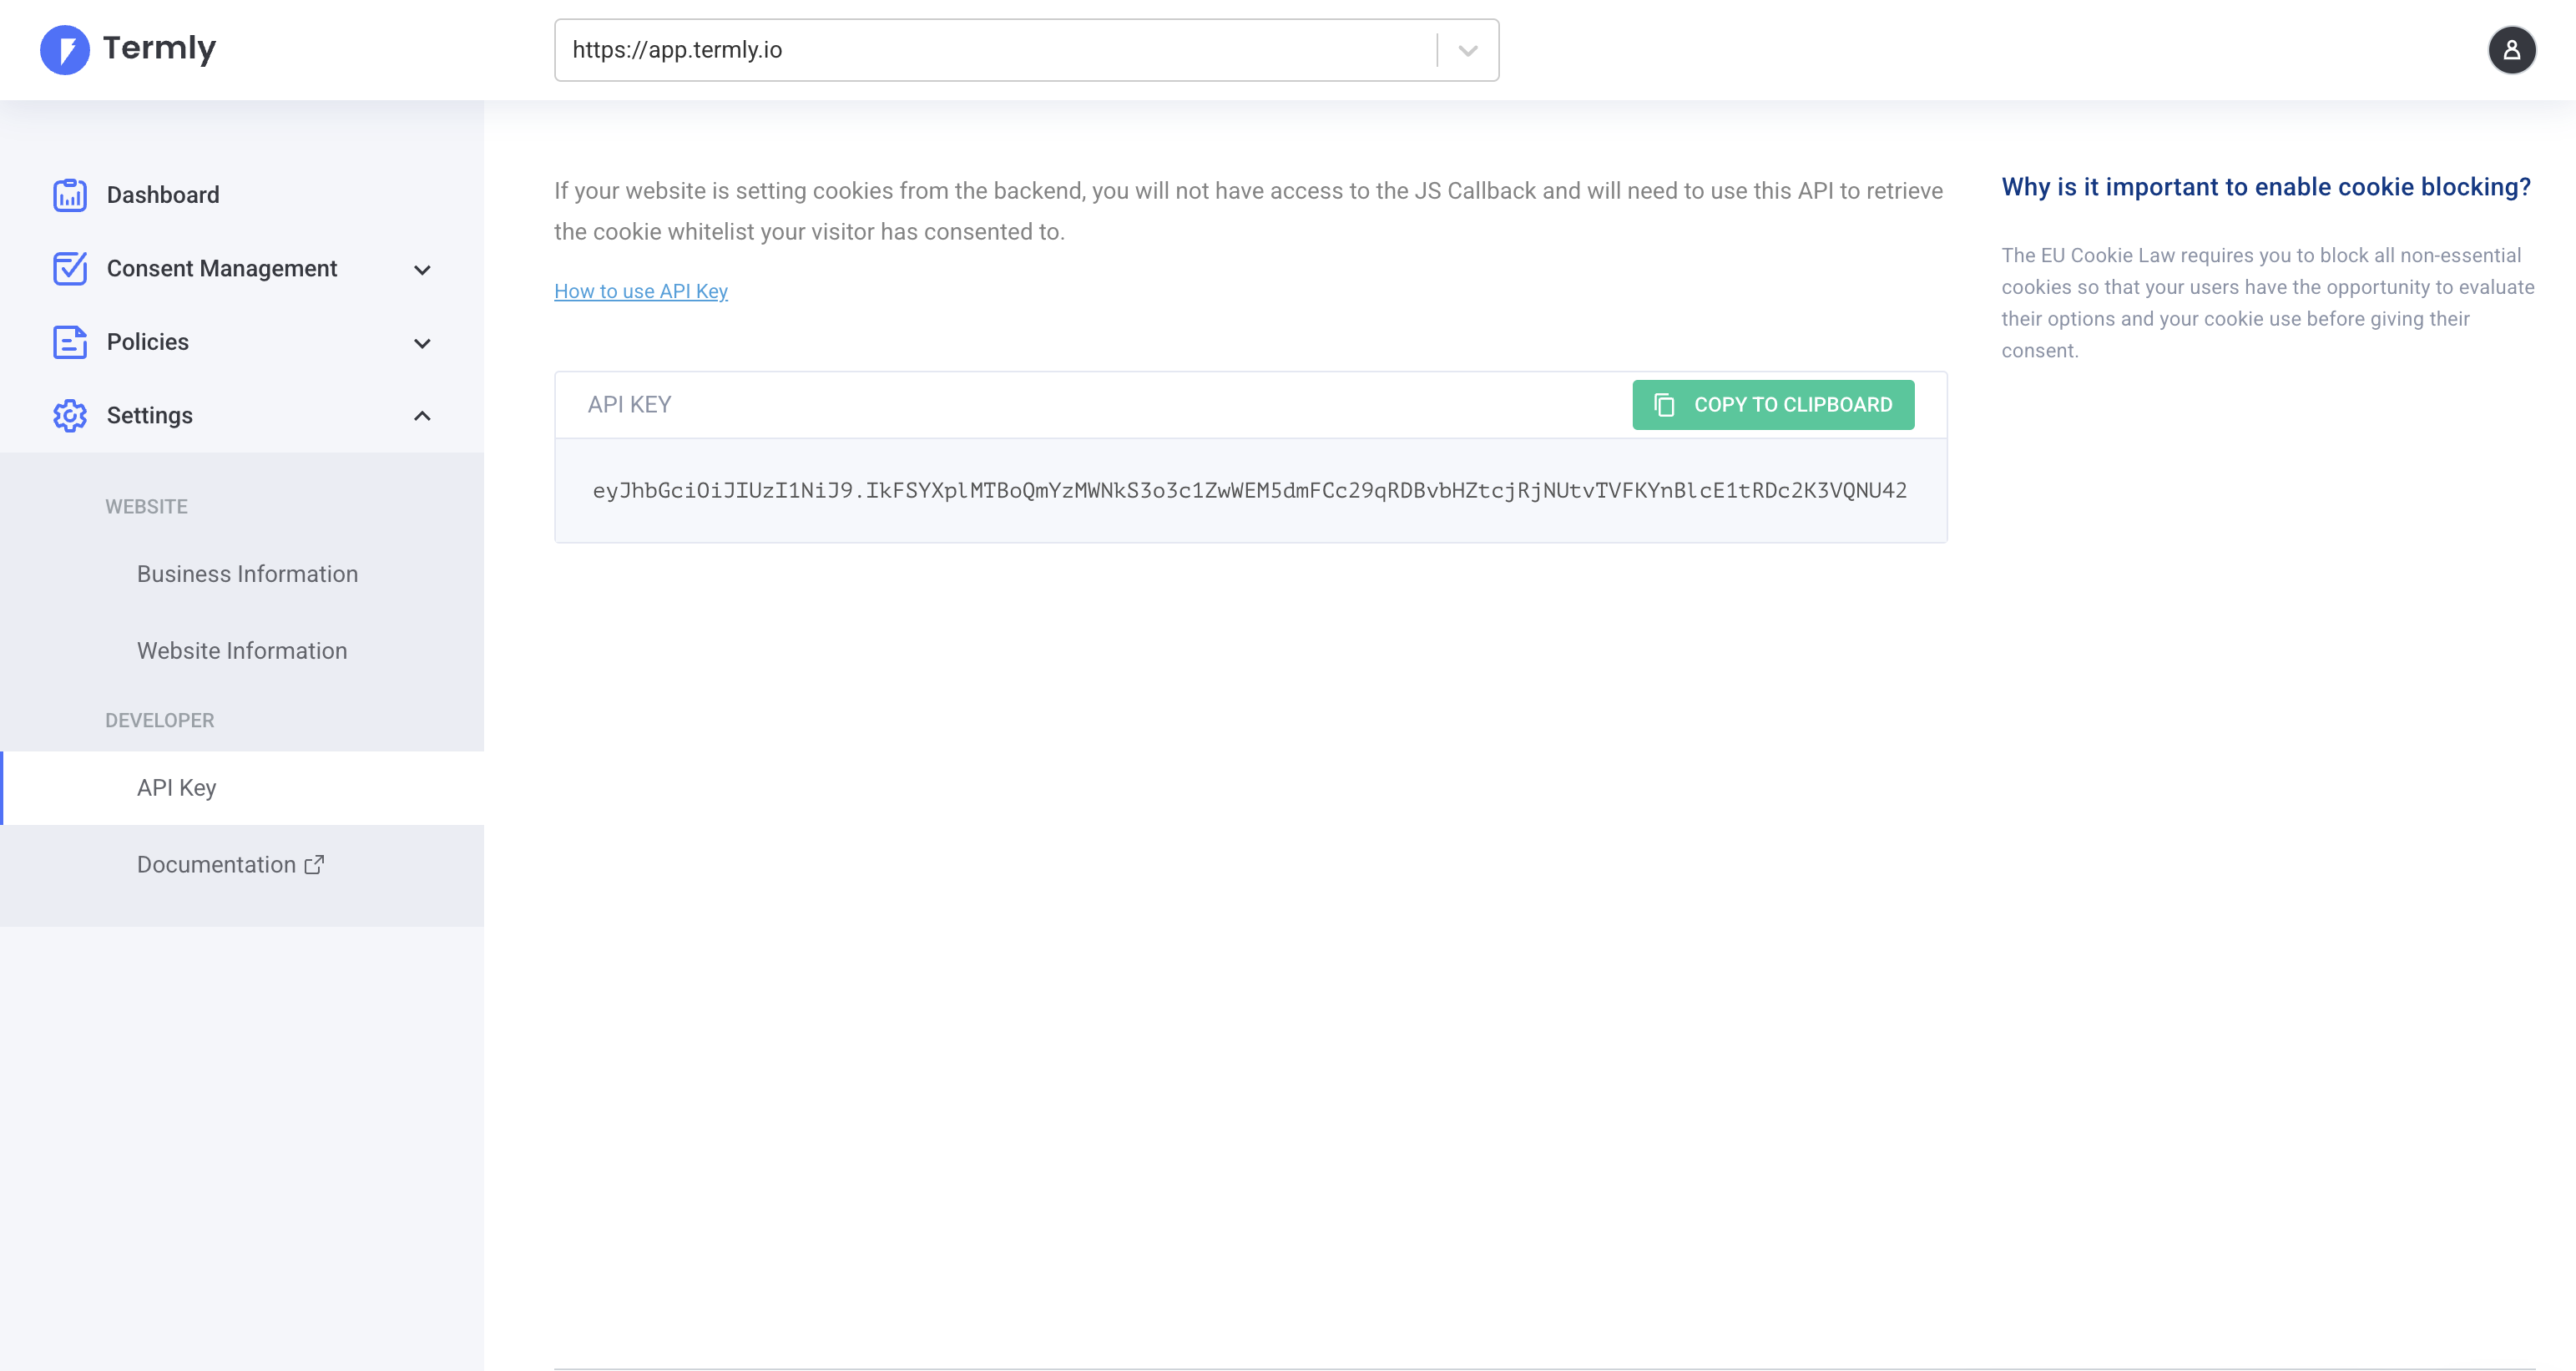 Termly
https://app.termly.io
Dashboard
Consent Management
Policies
Settings
WEBSITE
Business Information
Website Information
DEVELOPER
API Key
Documentation
If your website is setting cookies from the backend, you will not have access to the JS Callback and will need to use this API to retrieve
the cookie whitelist your visitor has consented to.
How to use API Key
API KEY
COPY TO CLIPBOARD
eyJhbGciOiJIUzI1NiJ9.IkFSYXplMTBoQmYzMWNkS3o3c1ZwWEM5dmFCc29qRDBvbHZtcjRjNUtvTVFKYnBlcE1tRDc2K3VQNU42
Why is it important to enable cookie blocking?
The EU Cookie Law requires you to block all non-essential
cookies so that your users have the opportunity to evaluate
their options and your cookie use before giving their
consent.